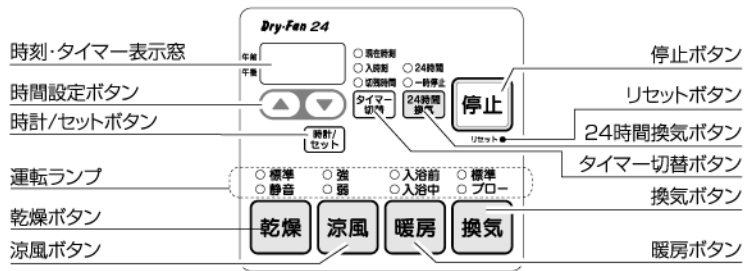 Dry-Fan 24
時刻・タイマー表示窓
午前
午後
現在時刻
入時刻
切残時間
24時間
一時停止
停止ボタン
時間設定ボタン
タイマー
切替
24時間
換気
停止
リセットボタン
時計/セットボタン
時計/
セット
リセット
24時間換気ボタン
タイマー切替ボタン
運転ランプ
標準
静音
強
弱
入浴前
入浴中
標準
ブロー
換気ボタン
乾燥ボタン
乾燥
涼風
暖房
換気
涼風ボタン
暖房ボタン